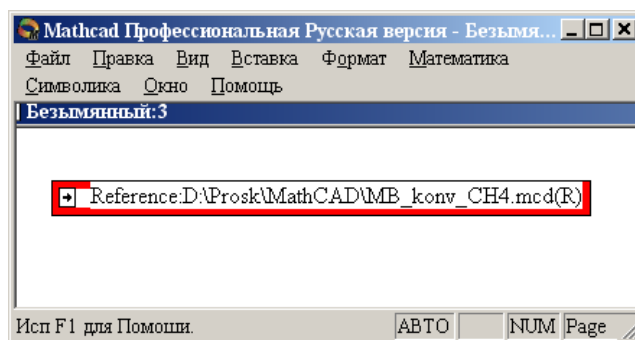 Mathcad Профессиональная Русская версия - Безымя...
Файл Правка Вид Вставка Формат Математика
Символика Окно Помощь
Безымянный:3
Reference:D:\Prosk\MathCAD\MB_konv_CH4.mcd(R)
Исп F1 для Помоши. АВТО NUM Page